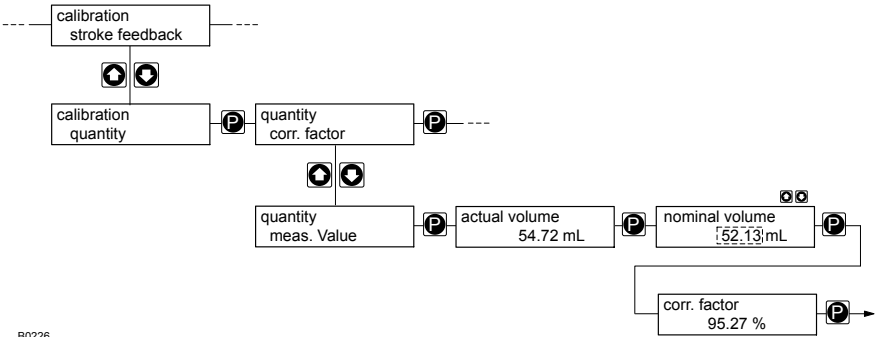 calibration
stroke feedback
calibration
quantity
P
quantity
corr. factor
P
quantity
meas. Value
P
actual volume
54.72 mL
P
nominal volume
52.13 mL
P
corr. factor
95.27 %
P
B0226